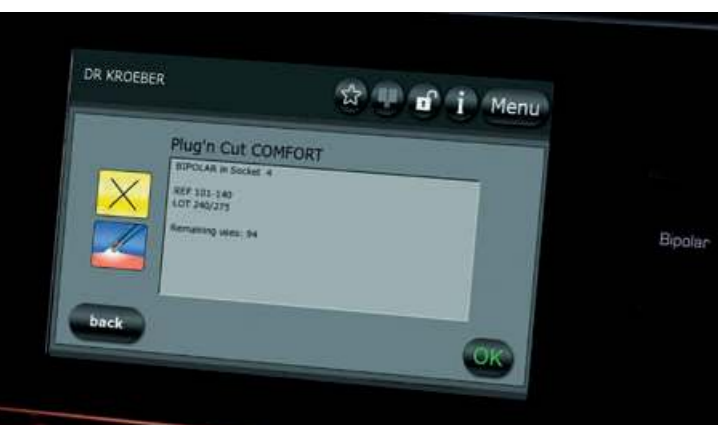 DR KROEBER
i Menu
Plug'n Cut COMFORT
BIPOLAR in Socket 4
REF 101-140
LOT 240/275
Remaining uses: 94
Bipolar
back
OK